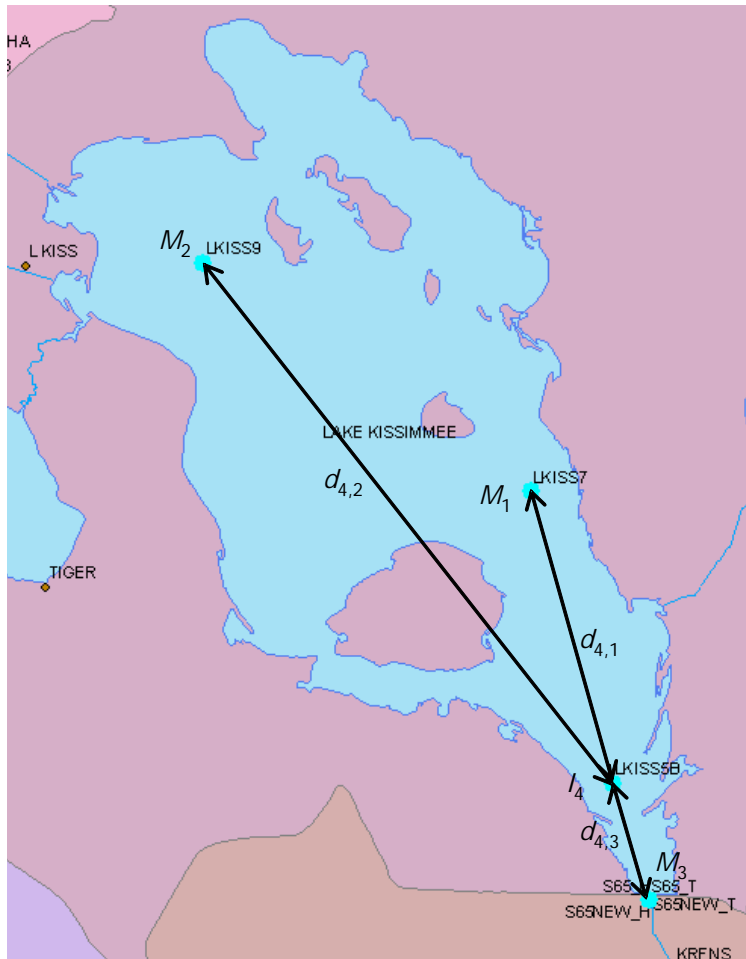 HA
3
M2 LKISS9
L KISS
LAKE KISSIMMEE
d4,2
LKISS7
M1
TIGER
d4,1
LKISS5B
I4
d4,3
M3
S65_T
S65NEW_T
S65NEW_H
KRENS